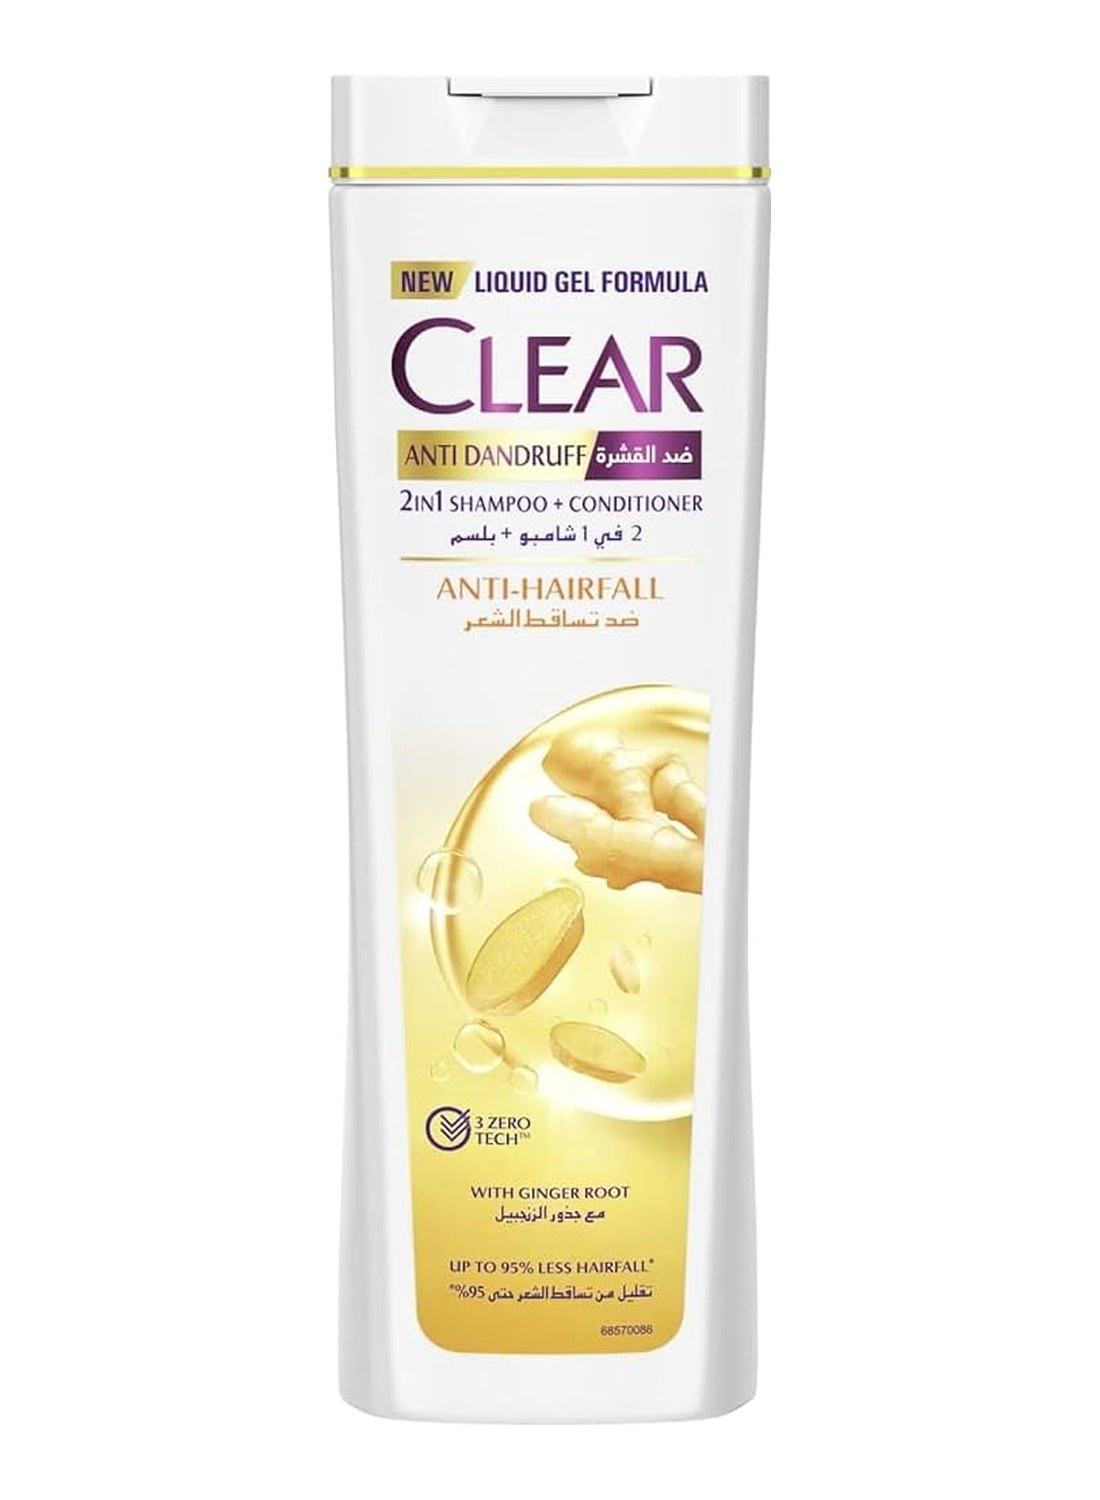 NEW LIQUID GEL FORMULA
CLEAR
ANTI DANDRUFF ضد القشرة
2IN1 SHAMPOO + CONDITIONER
2 في 1 شامبو + بلسم
ANTI-HAIRFALL
ضد تساقط الشعر
3 ZERO
TECH™
WITH GINGER ROOT
مع جذور الزنجبيل
UP TO 95% LESS HAIRFALL*
تقليل من تساقط الشعر حتى 95%*
68570086